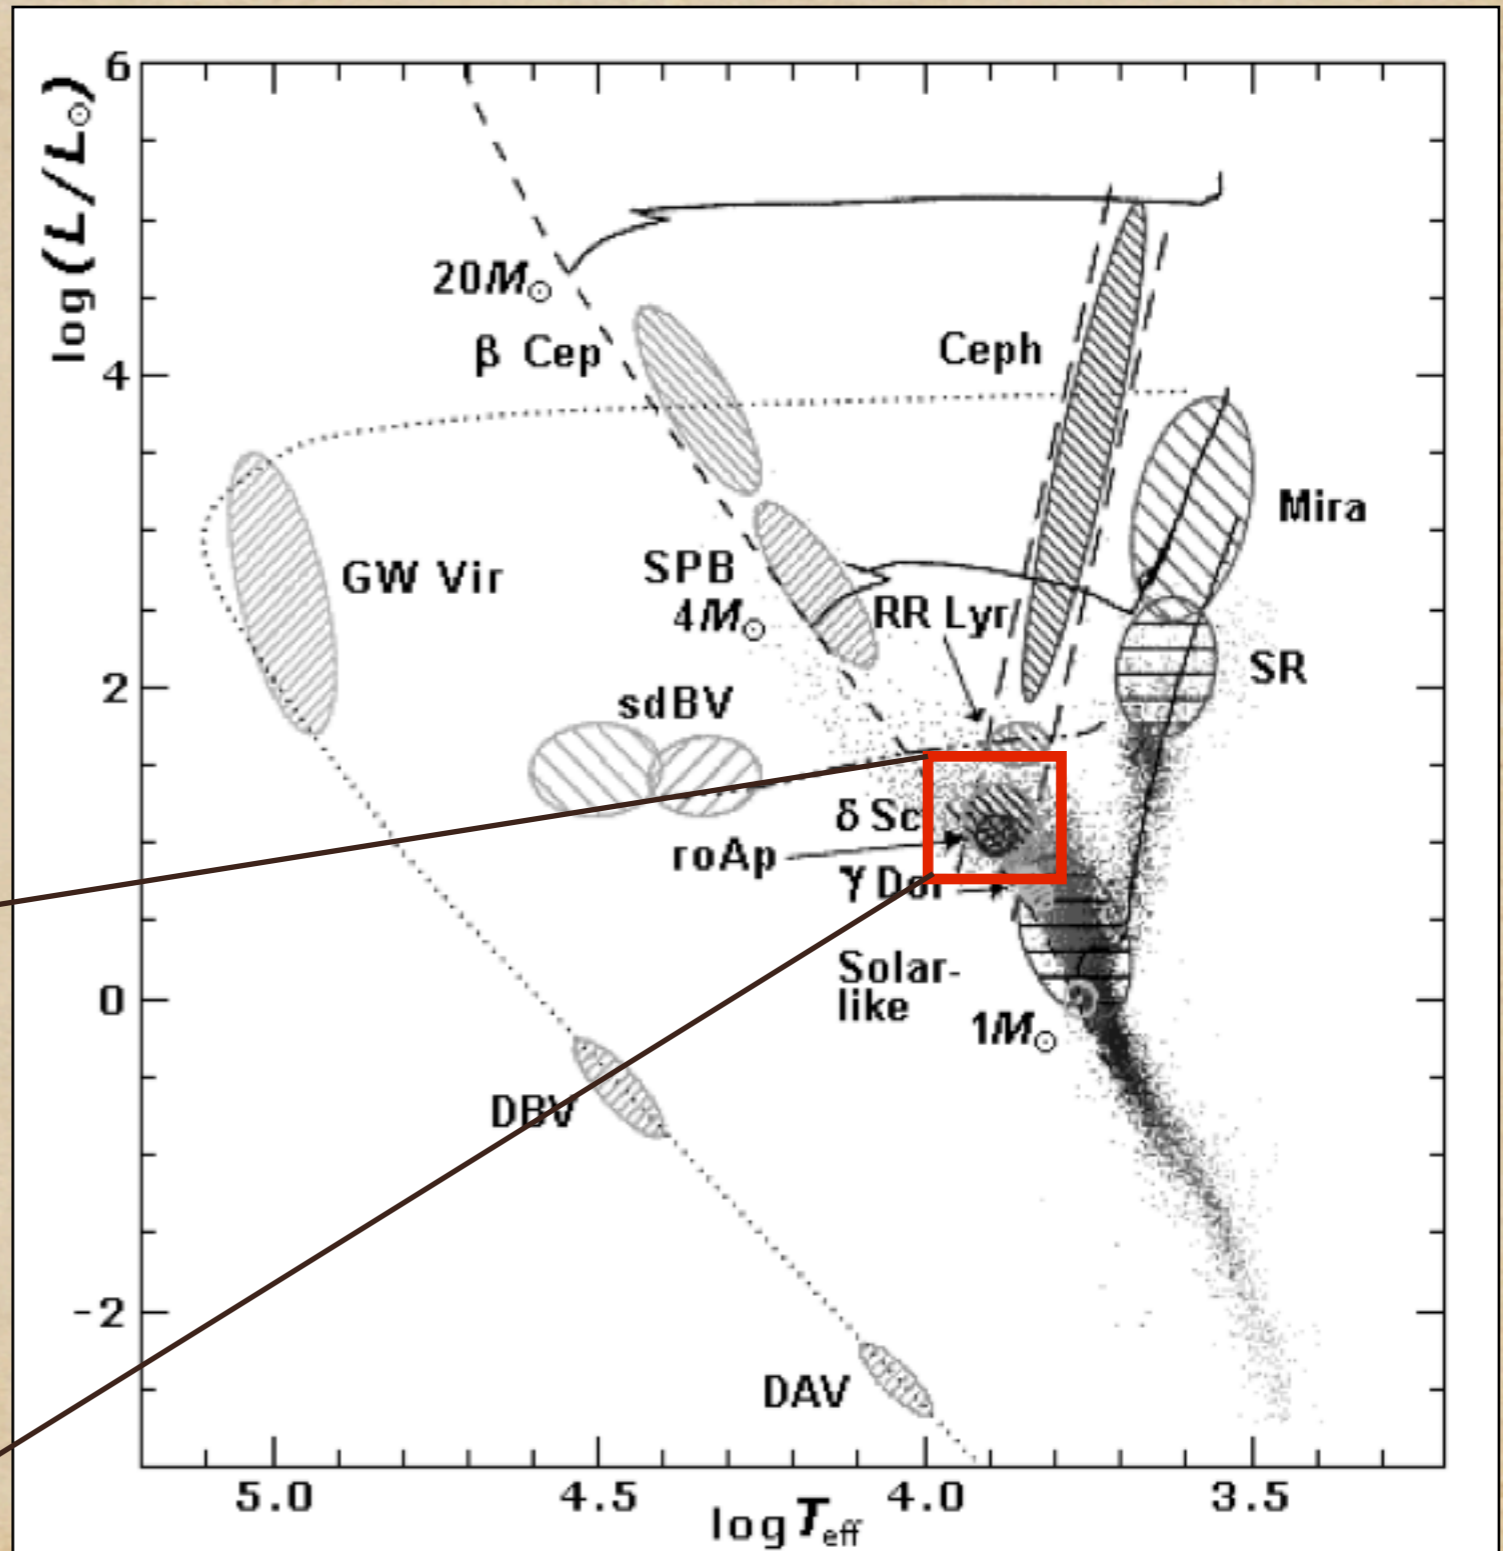 6
log(L/L☉)
20M☉
β Cep
Ceph
4
Mira
GW Vir
SPB
4M☉
RR Lyr
SR
2
sdBV
δ Sc
roAp
γ Dor
Solar-
like
0
1M☉
DBV
-2
DAV
5.0
4.5
4.0
3.5
log Teff